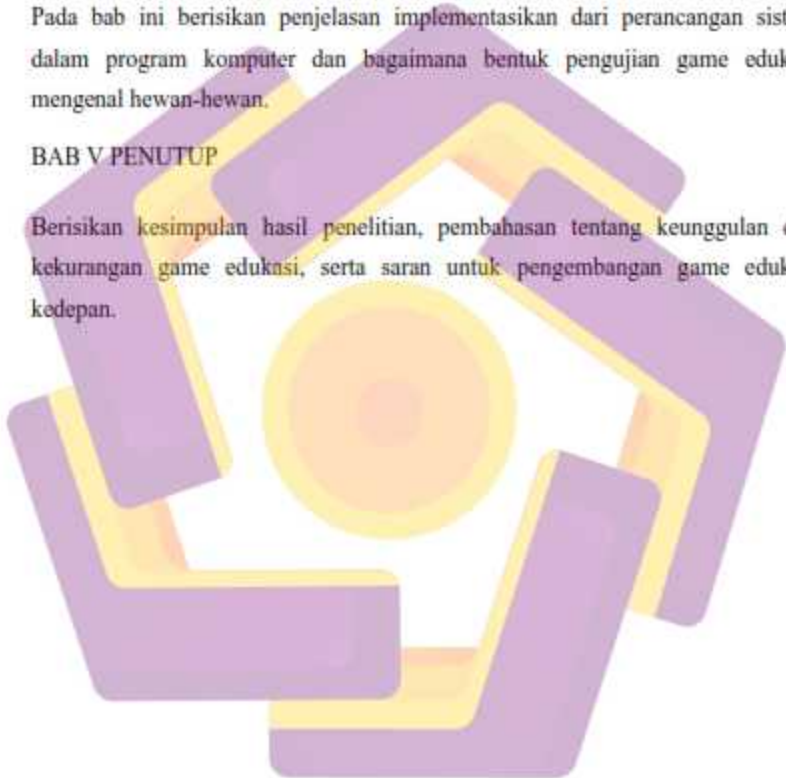 Pada bab ini berisikan penjelasan implementasikan dari perancangan sist
dalam program komputer dan bagaimana bentuk pengujian game eduk
mengenal hewan-hewan.
BAB V PENUTUP
Berisikan kesimpulan hasil penelitian, pembahasan tentang keunggulan
kekurangan game edukasi, serta saran untuk pengembangan game eduk
kedepan.